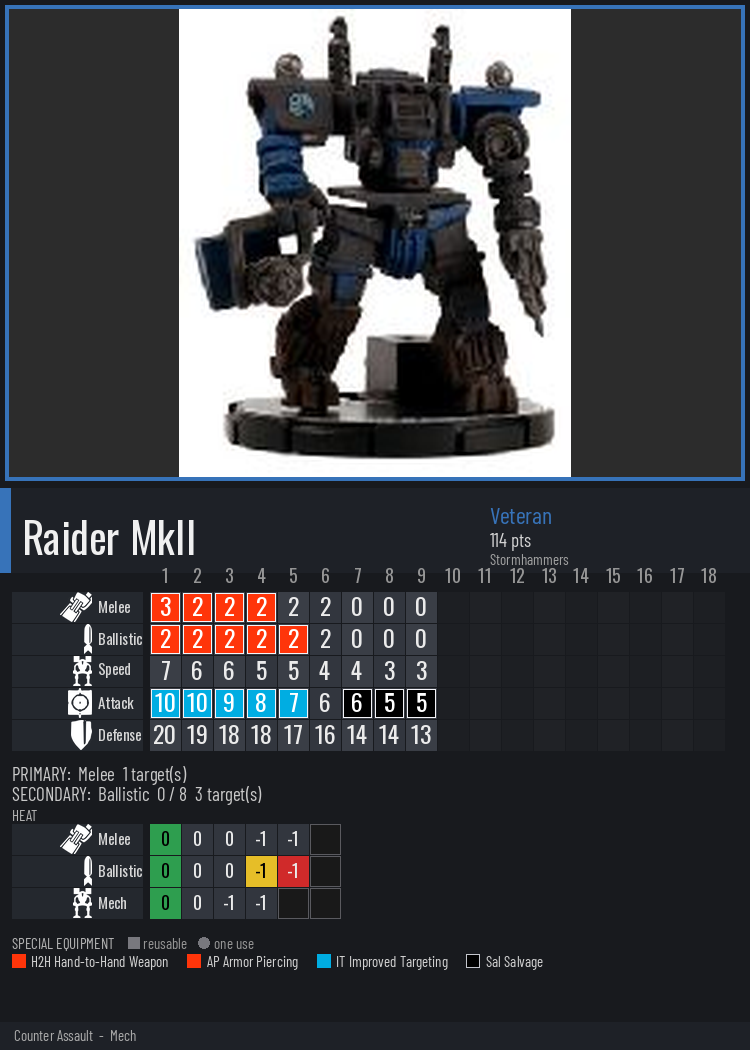 Raider MkII
Veteran
114 pts
Stormhammers
1 2 3 4 5 6 7 8 9 10 11 12 13 14 15 16 17 18
Melee 3 2 2 2 2 2 0 0 0
Ballistic 2 2 2 2 2 2 0 0 0
Speed 7 6 6 5 5 4 4 3 3
Attack 10 10 9 8 7 6 6 5 5
Defense 20 19 18 18 17 16 14 14 13
PRIMARY: Melee 1 target(s)
SECONDARY: Ballistic 0 / 8 3 target(s)
HEAT
Melee 0 0 0 -1 -1
Ballistic 0 0 0 -1 -1
Mech 0 0 -1 -1
SPECIAL EQUIPMENT reusable one use
H2H Hand-to-Hand Weapon AP Armor Piercing IT Improved Targeting Sal Salvage
Counter Assault - Mech